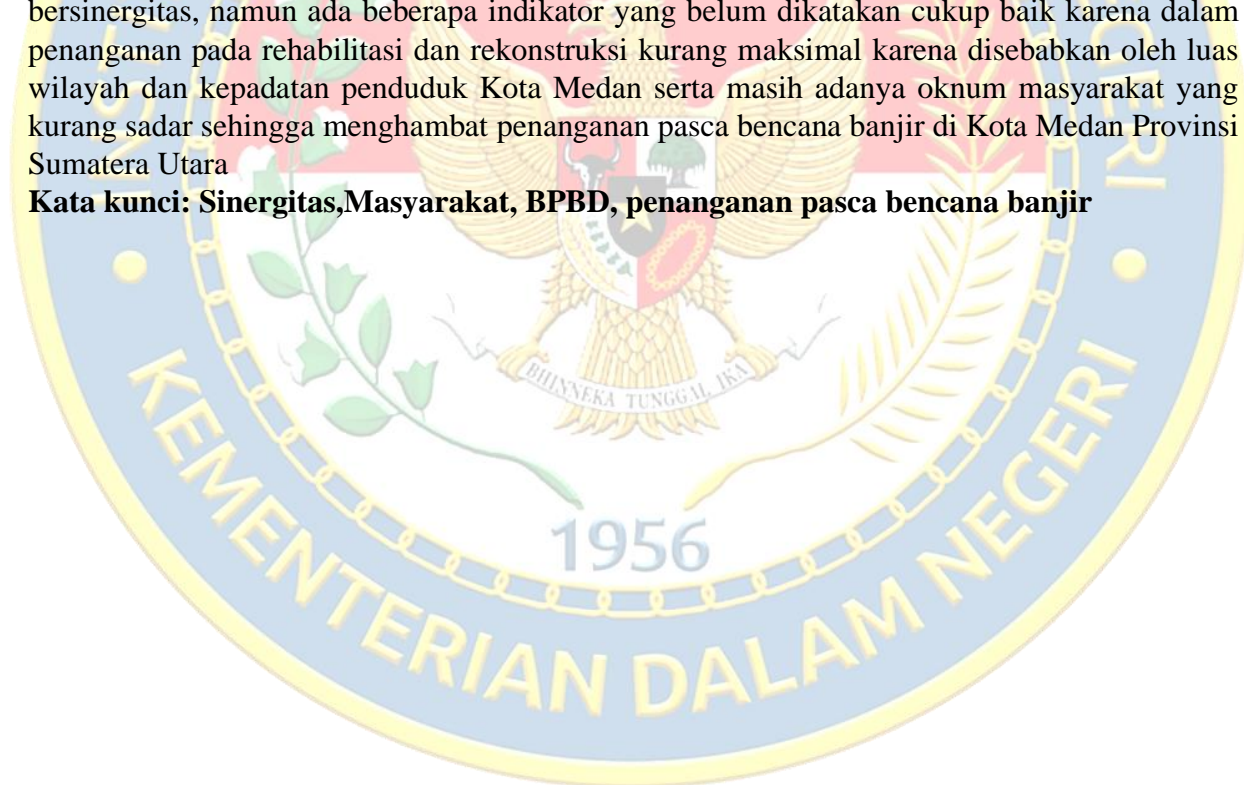 bersinergitas, namun ada beberapa indikator yang belum dikatakan cukup baik karena dalam
penanganan pada rehabilitasi dan rekonstruksi kurang maksimal karena disebabkan oleh luas
wilayah dan kepadatan penduduk Kota Medan serta masih adanya oknum masyarakat yang
kurang sadar sehingga menghambat penanganan pasca bencana banjir di Kota Medan Provinsi
Sumatera Utara
Kata kunci: Sinergitas,Masyarakat, BPBD, penanganan pasca bencana banjir
BHINNEKA TUNGGAL IKA
1956
KEMENTERIAN DALAM NEGERI